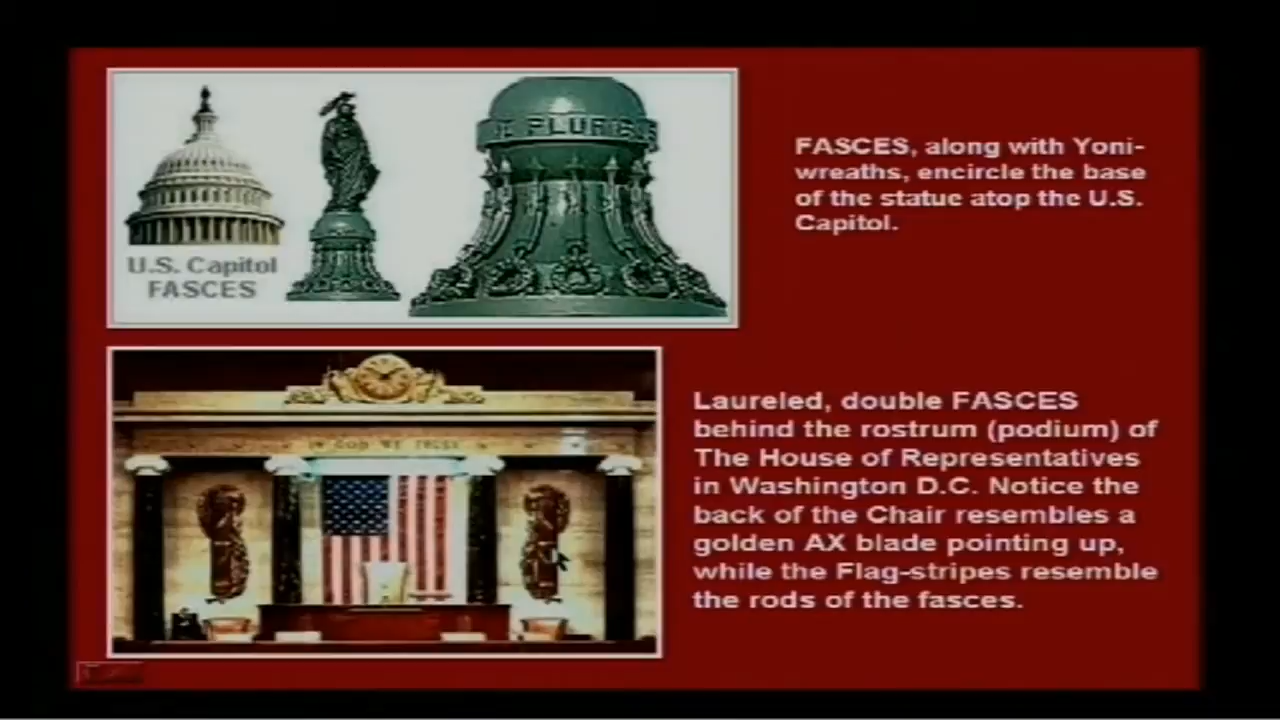 PLURIBUS
FASCES, along with Yoni-
wreaths, encircle the base
of the statue atop the U.S.
Capitol.
U.S. Capitol
FASCES
IN GOD WE TRUST
Laureled, double FASCES
behind the rostrum (podium) of
The House of Representatives
in Washington D.C. Notice the
back of the Chair resembles a
golden AX blade pointing up,
while the Flag-stripes resemble
the rods of the fasces.